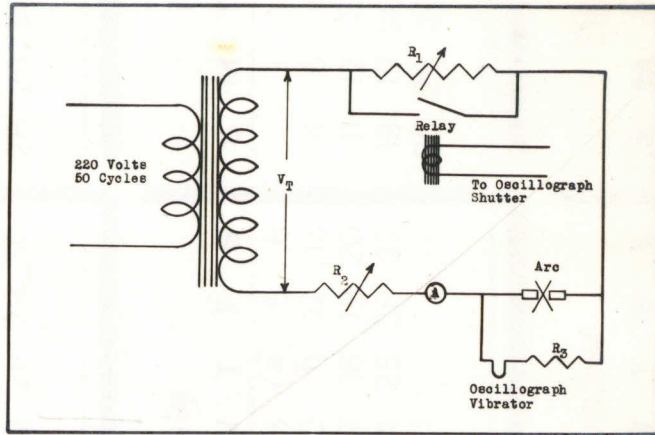 R1
Relay
220 Volts
50 Cycles
VT
To Oscillograph
Shutter
R2
A
Arc
R3
Oscillograph
Vibrator